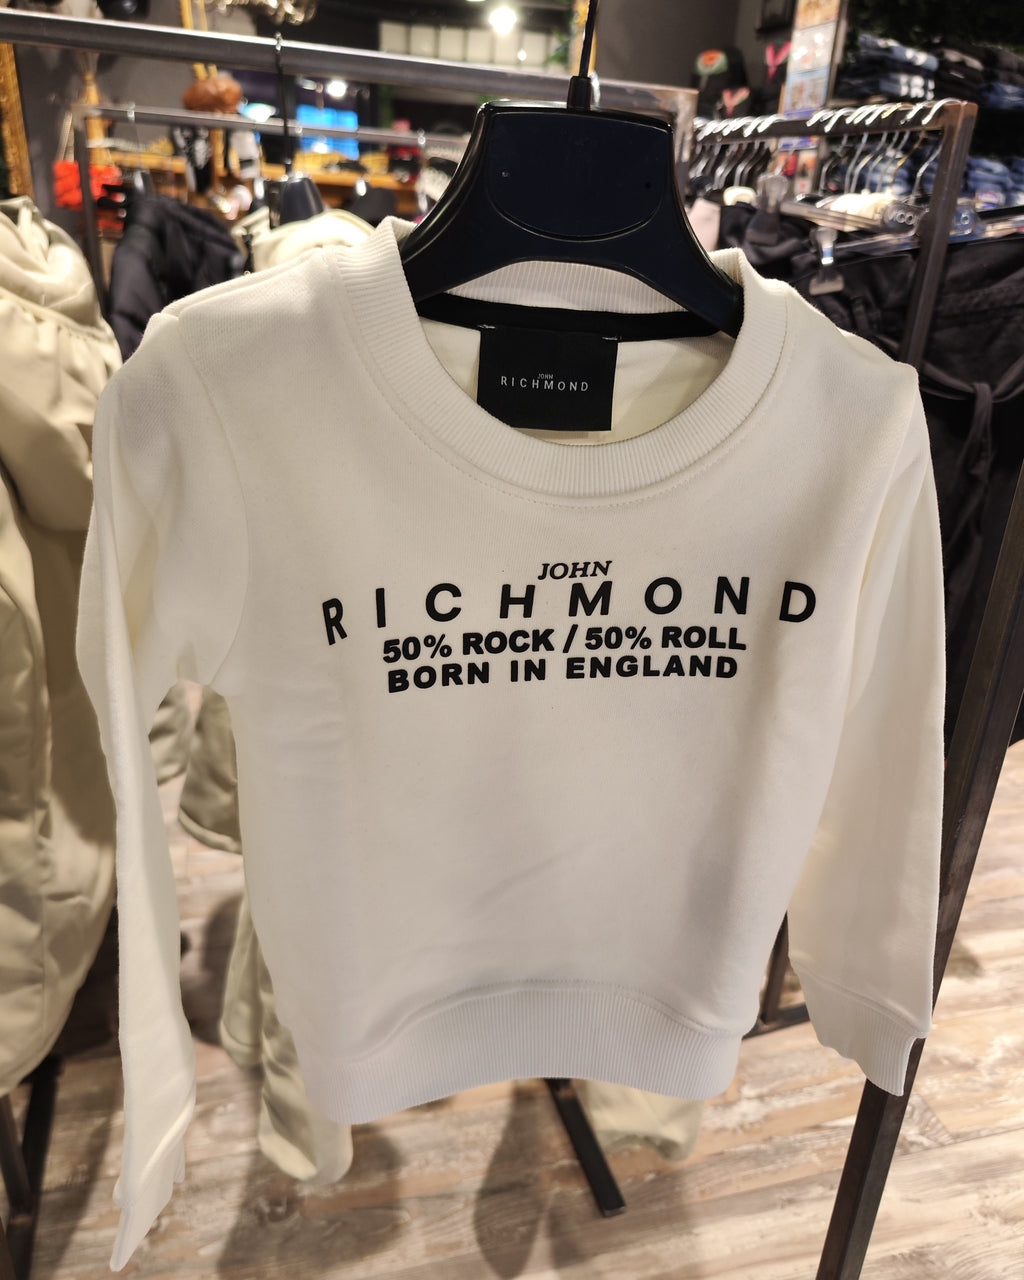 JOHN
RICHMOND
JOHN
RICHMOND
50% ROCK / 50% ROLL
BORN IN ENGLAND